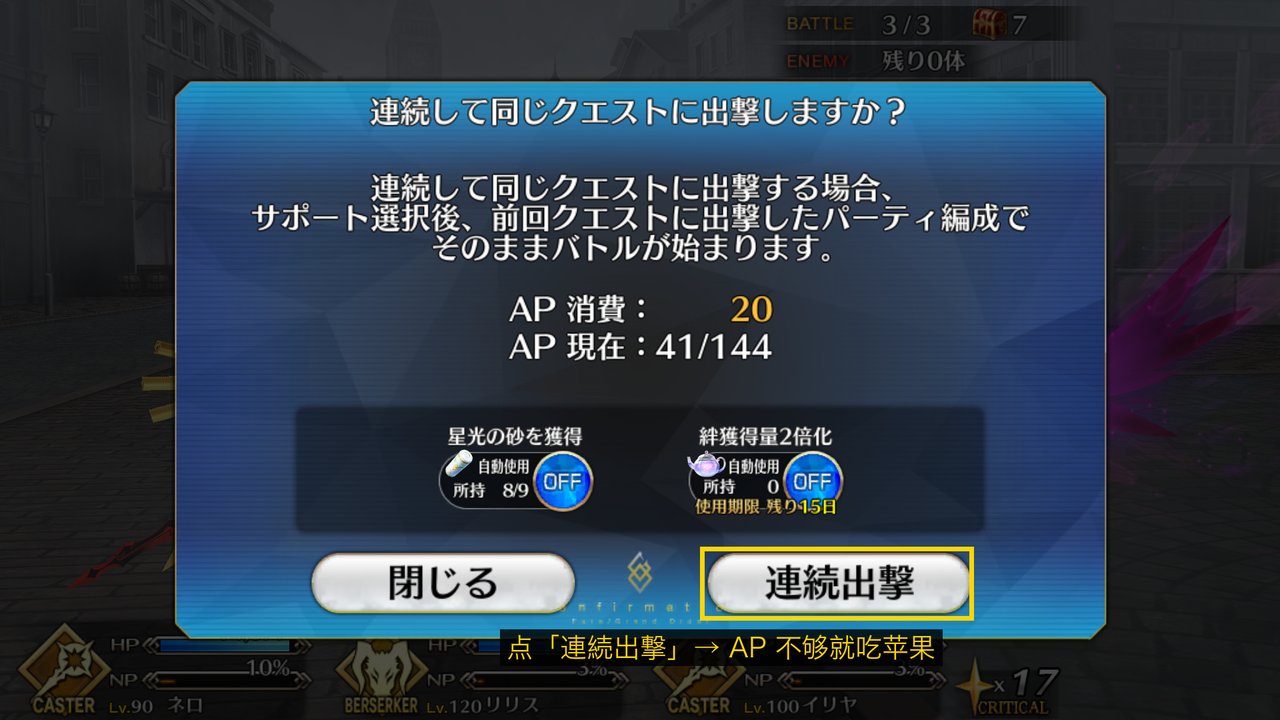 BATTLE 3/3 7
ENEMY 残り0体
連続して同じクエストに出撃しますか？
連続して同じクエストに出撃する場合、
サポート選択後、前回クエストに出撃したパーティ編成で
そのままバトルが始まります。
AP 消費： 20
AP 現在：41/144
星光の砂を獲得
自動使用
所持 8/9
OFF
絆獲得量2倍化
自動使用
所持 0
OFF
使用期限 残り15日
閉じる
連続出撃
Fate/Grand Order
点「連続出撃」→ AP 不够就吃苹果
HP
NP 10%
CASTER Lv.90 ネロ
HP
NP 3%
BERSERKER Lv.120 リリス
NP 3%
CASTER Lv.100 イリヤ
x 17
CRITICAL